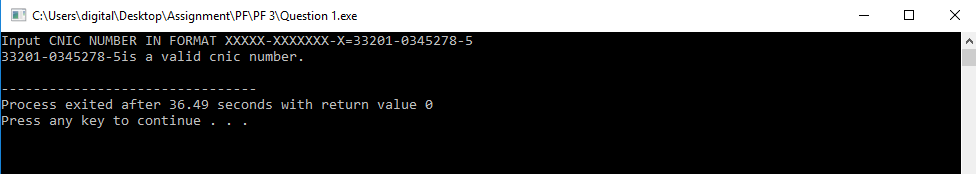 C:\Users\digital\Desktop\Assignment\PF\PF 3\Question 1.exe
Input CNIC NUMBER IN FORMAT XXXXX-XXXXXXX-X=33201-0345278-5
33201-0345278-5is a valid cnic number.
--------------------------------
Process exited after 36.49 seconds with return value 0
Press any key to continue . . .